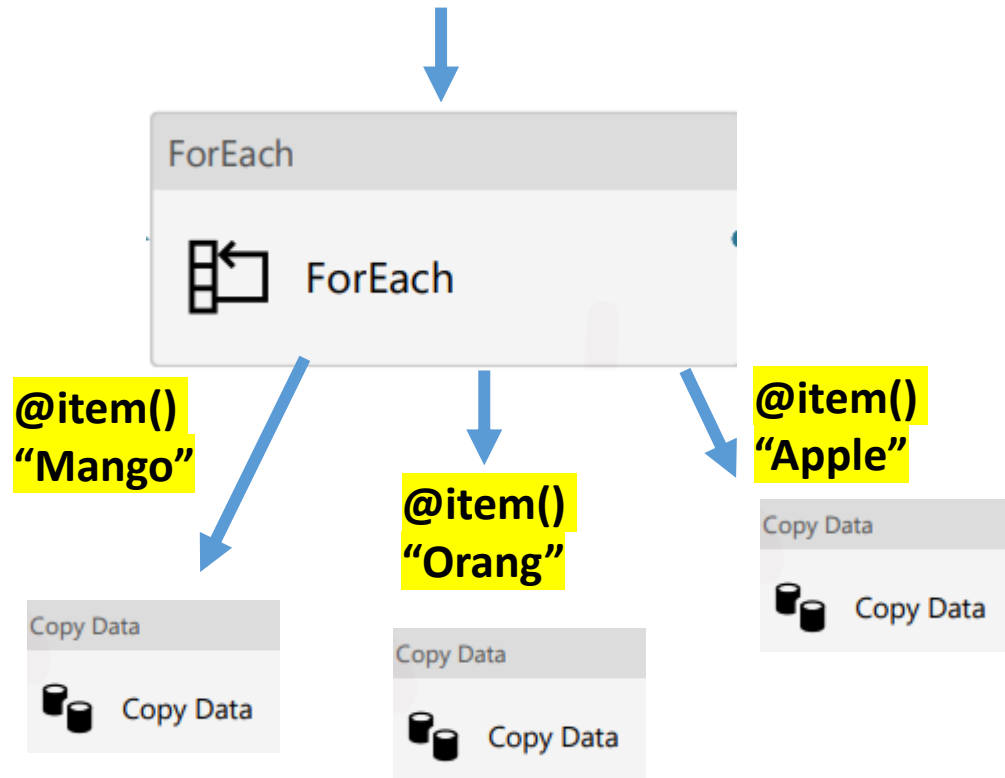 ForEach
ForEach
@item()
“Mango”
@item()
“Orang”
@item()
“Apple”
Copy Data
Copy Data
Copy Data
Copy Data
Copy Data
Copy Data